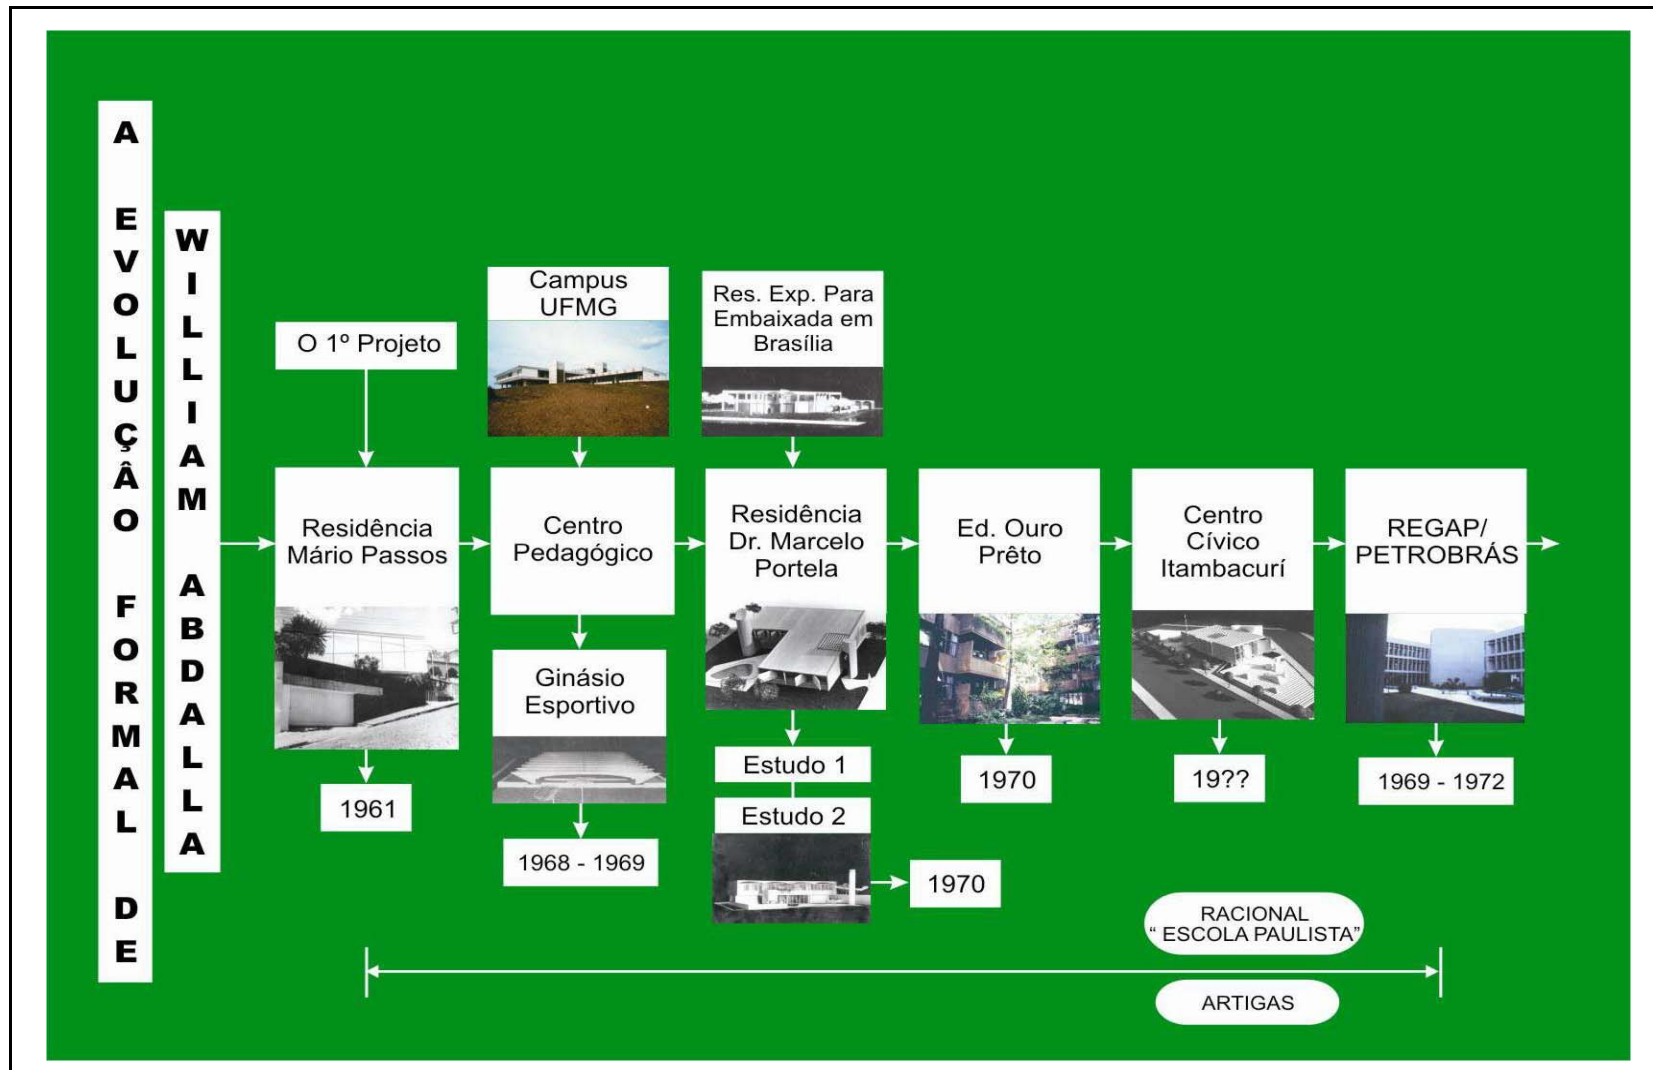 A EVOLUÇÂO FORMAL DE
WILLIAM ABDALLA
O 1º Projeto
Residência
Mário Passos
1961
Campus
UFMG
Centro
Pedagógico
Ginásio
Esportivo
1968 - 1969
Res. Exp. Para
Embaixada em
Brasília
Residência
Dr. Marcelo
Portela
Estudo 1
Estudo 2
1970
Ed. Ouro
Prêto
1970
Centro
Cívico
Itambacurí
19??
REGAP/
PETROBRÁS
1969 - 1972
RACIONAL
“ ESCOLA PAULISTA”
ARTIGAS